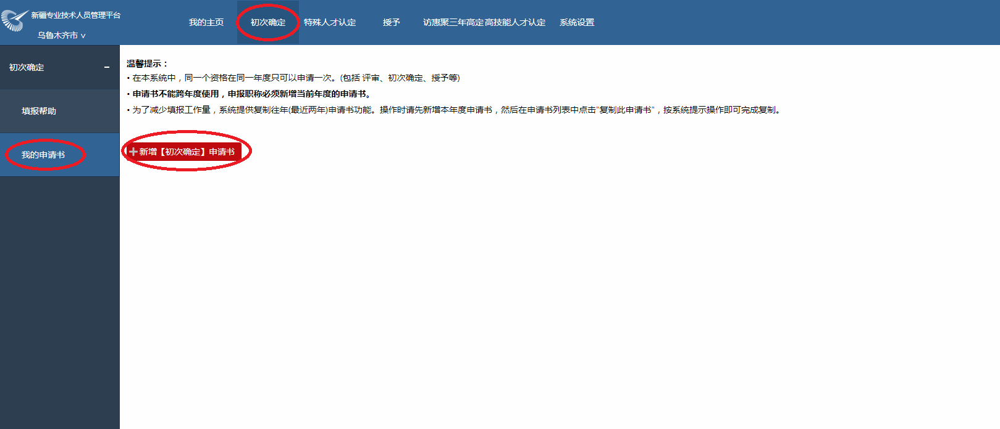 新疆专业技术人员管理平台
乌鲁木齐市 ∨
我的主页 初次确定 特殊人才认定 授予 访惠聚三年高定 高技能人才认定 系统设置
初次确定 −
填报帮助
我的申请书
温馨提示：
• 在本系统中，同一个资格在同一年度只可以申请一次。(包括 评审、初次确定、授予等)
• 申请书不能跨年度使用，申报职称必须新增当前年度的申请书。
• 为了减少填报工作量，系统提供复制往年(最近两年)申请书功能。操作时请先新增本年度申请书，然后在申请书列表中点击"复制此申请书"，按系统提示操作即可完成复制。
新增【初次确定】申请书